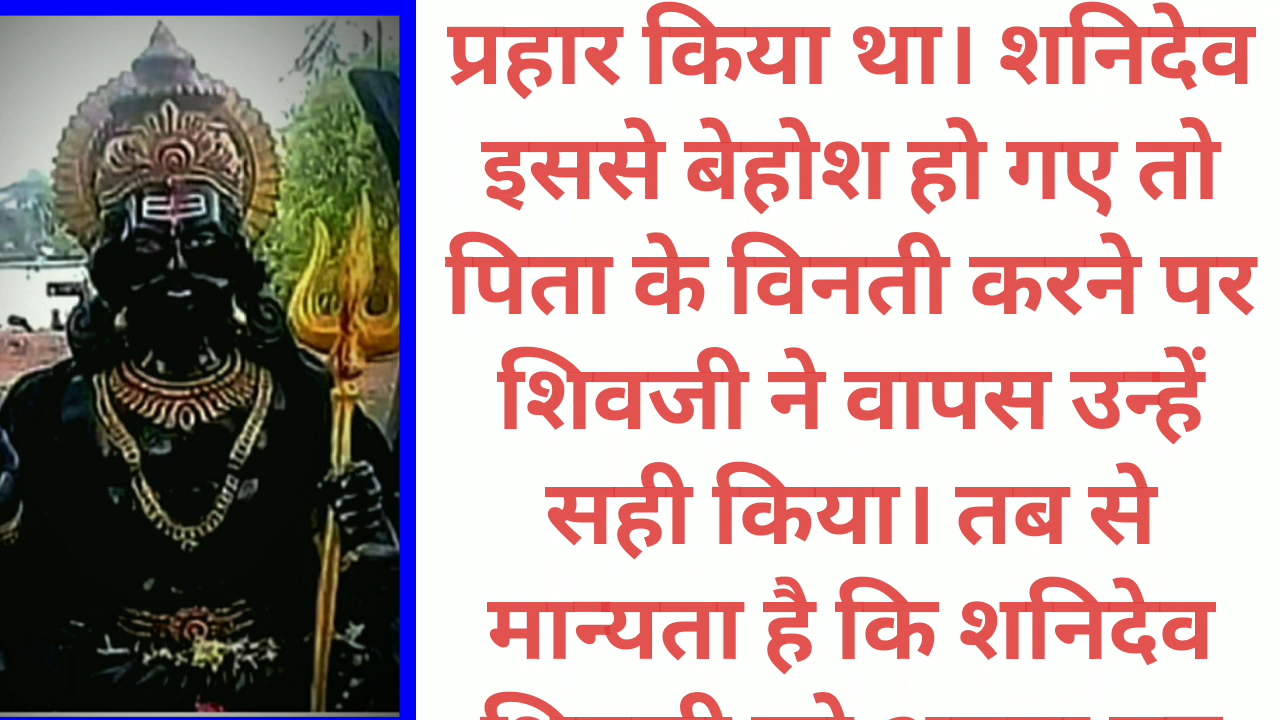 प्रहार किया था। शनिदेव
इससे बेहोश हो गए तो
पिता के विनती करने पर
शिवजी ने वापस उन्हें
सही किया। तब से
मान्यता है कि शनिदेव